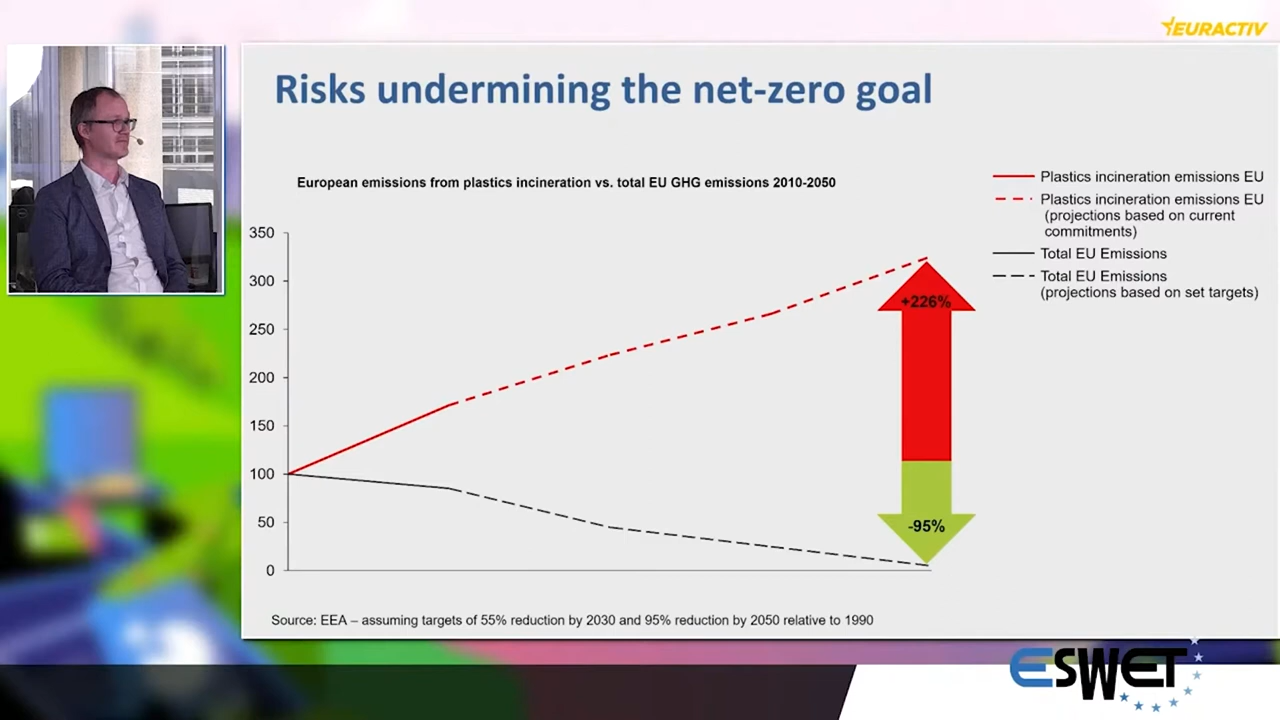 EURACTIV
Risks undermining the net-zero goal
European emissions from plastics incineration vs. total EU GHG emissions 2010-2050
Plastics incineration emissions EU
Plastics incineration emissions EU
(projections based on current
commitments)
Total EU Emissions
Total EU Emissions
(projections based on set targets)
350
300
250
200
150
100
50
0
+226%
-95%
Source: EEA – assuming targets of 55% reduction by 2030 and 95% reduction by 2050 relative to 1990
ESWET